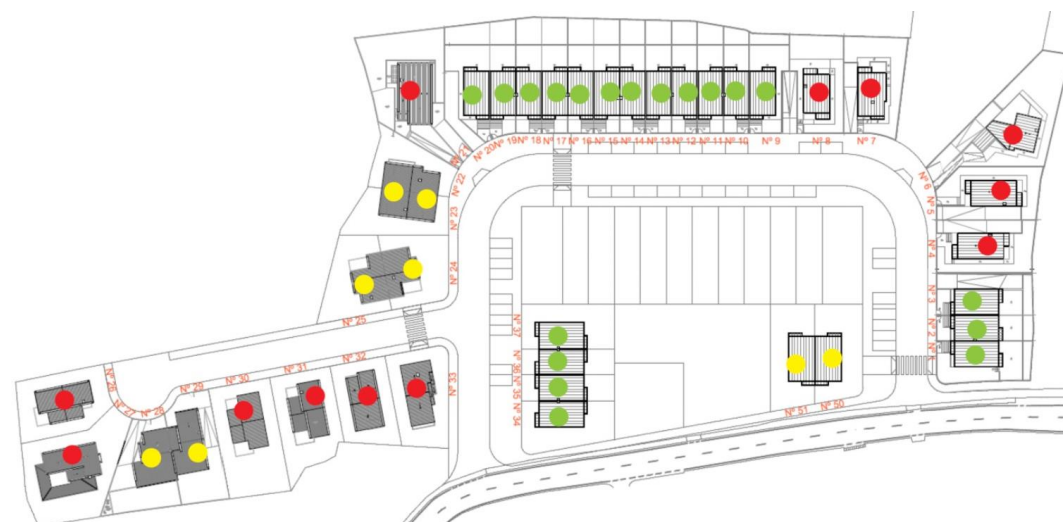 Nº 21
Nº 20
Nº 19
Nº 18
Nº 17
Nº 16
Nº 15
Nº 14
Nº 13
Nº 12
Nº 11
Nº 10
Nº 9
Nº 8
Nº 7
Nº 22
Nº 6
Nº 23
Nº 5
Nº 24
Nº 4
Nº 3
Nº 25
Nº 37
Nº 2
Nº 1
Nº 32
Nº 36
Nº 31
Nº 33
Nº 26
Nº 30
Nº 29
Nº 35
Nº 27
Nº 28
Nº 34
Nº 51
Nº 50